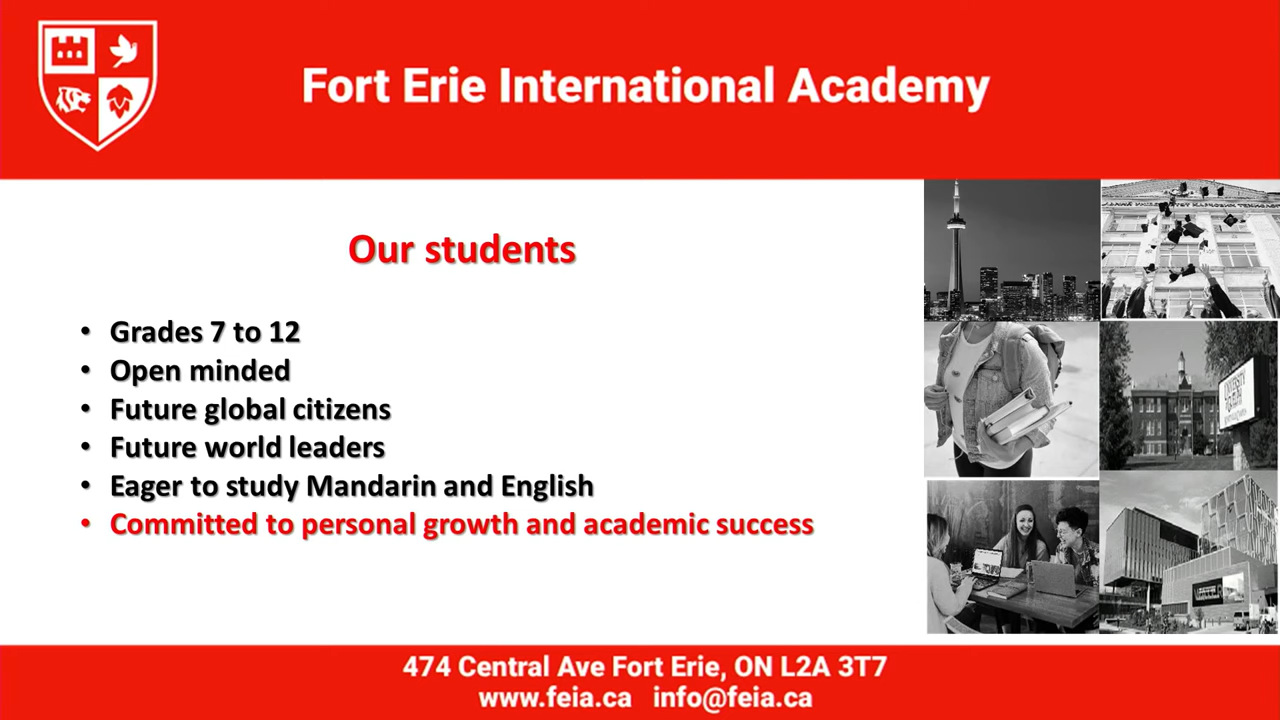 Fort Erie International Academy
Our students
• Grades 7 to 12
• Open minded
• Future global citizens
• Future world leaders
• Eager to study Mandarin and English
• Committed to personal growth and academic success
474 Central Ave Fort Erie, ON L2A 3T7
www.feia.ca info@feia.ca